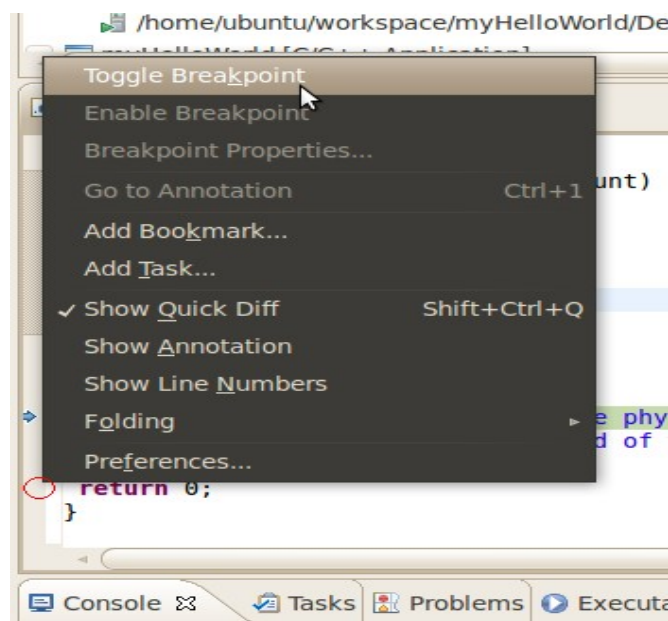 /home/ubuntu/workspace/myHelloWorld/De
myHelloWorld [C/C++ Application]
Toggle Breakpoint
Enable Breakpoint
Breakpoint Properties...
unt)
Go to Annotation Ctrl+1
Add Bookmark...
Add Task...
Show Quick Diff Shift+Ctrl+Q
Show Annotation
Show Line Numbers
Folding
e phy
d of
Preferences...
return 0;
}
Console Tasks Problems Executa